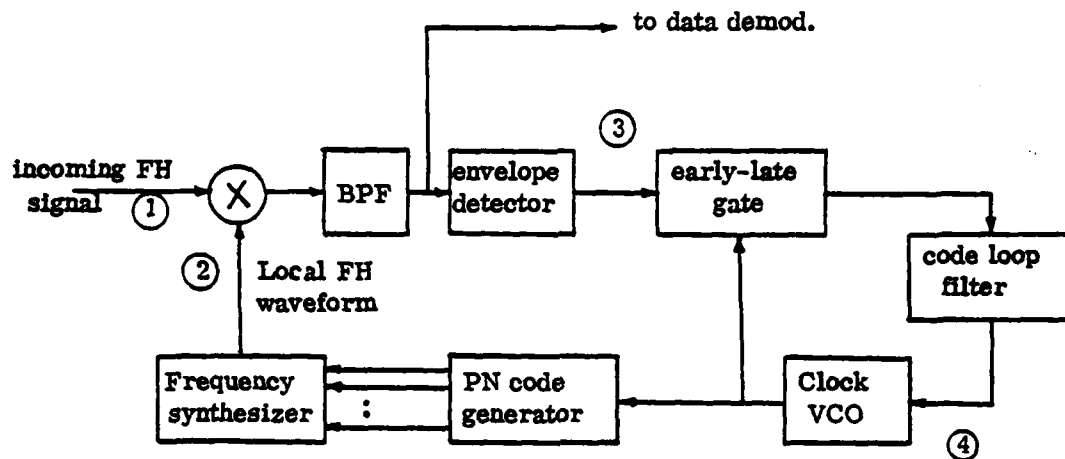 to data demod.
③
incoming FH
signal
①
X
BPF
envelope
detector
early-late
gate
②
Local FH
waveform
code loop
filter
Frequency
synthesizer
:
PN code
generator
Clock
VCO
④